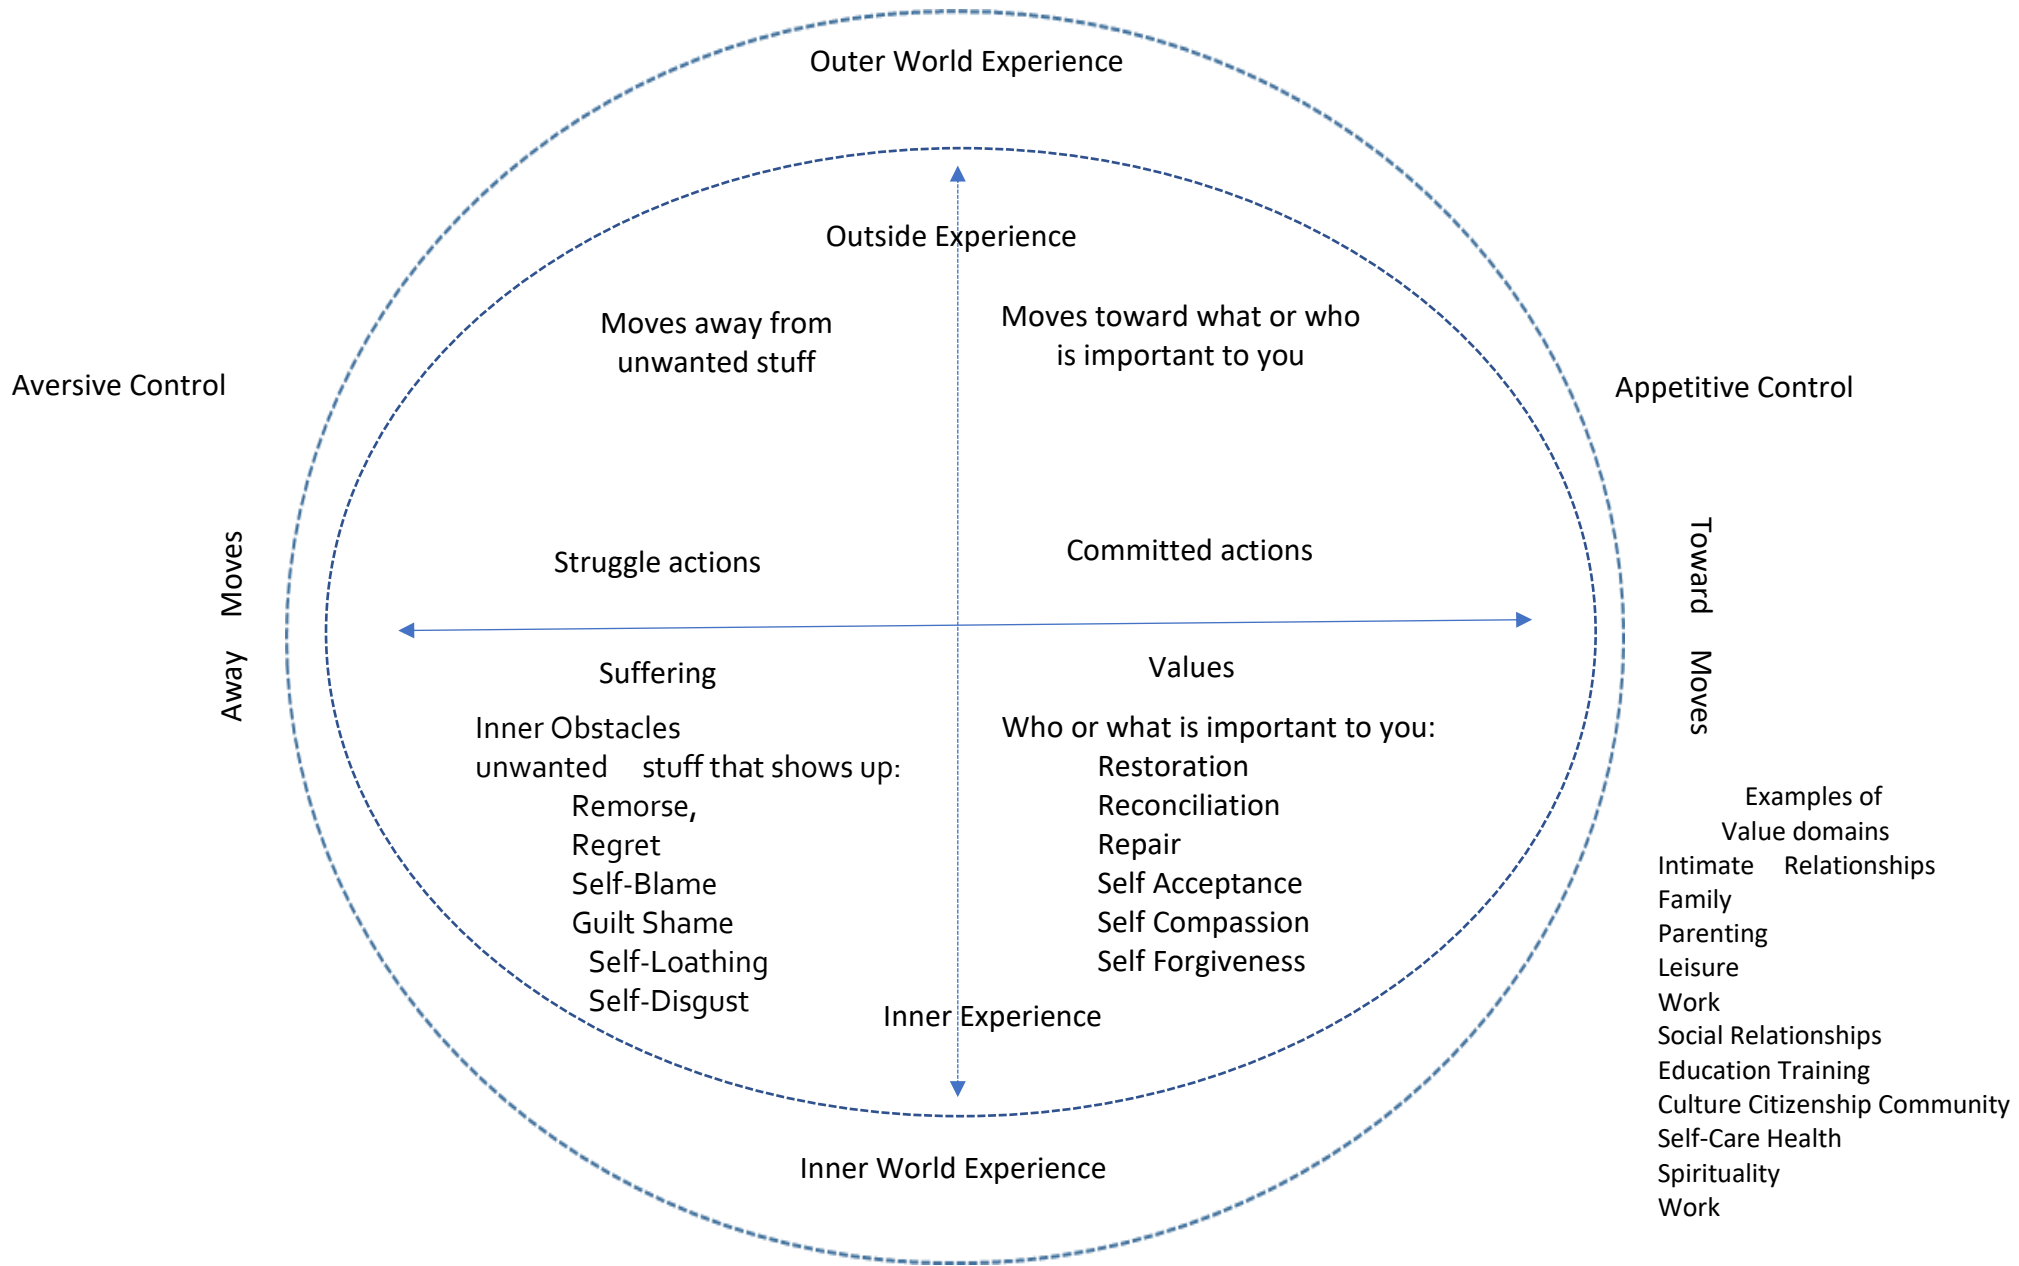 Outer World Experience
Outside Experience
Moves away from
unwanted stuff
Moves toward what or who
is important to you
Aversive Control
Appetitive Control
Away Moves
Toward Moves
Struggle actions
Committed actions
Suffering
Inner Obstacles
unwanted stuff that shows up:
Remorse,
Regret
Self-Blame
Guilt Shame
Self-Loathing
Self-Disgust
Values
Who or what is important to you:
Restoration
Reconciliation
Repair
Self Acceptance
Self Compassion
Self Forgiveness
Inner Experience
Inner World Experience
Examples of
Value domains
Intimate Relationships
Family
Parenting
Leisure
Work
Social Relationships
Education Training
Culture Citizenship Community
Self-Care Health
Spirituality
Work